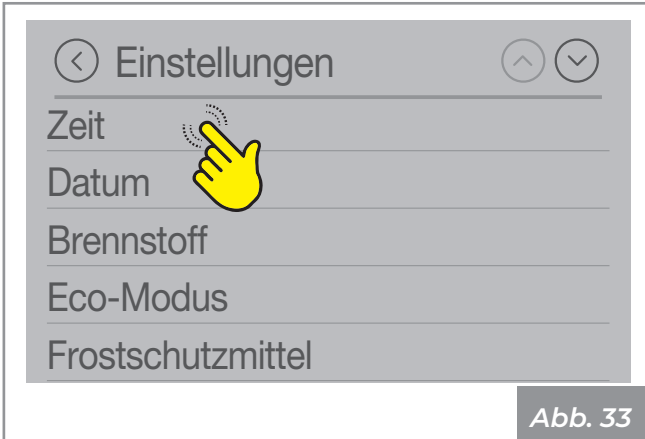 Einstellungen
Zeit
Datum
Brennstoff
Eco-Modus
Frostschutzmittel
Abb. 33